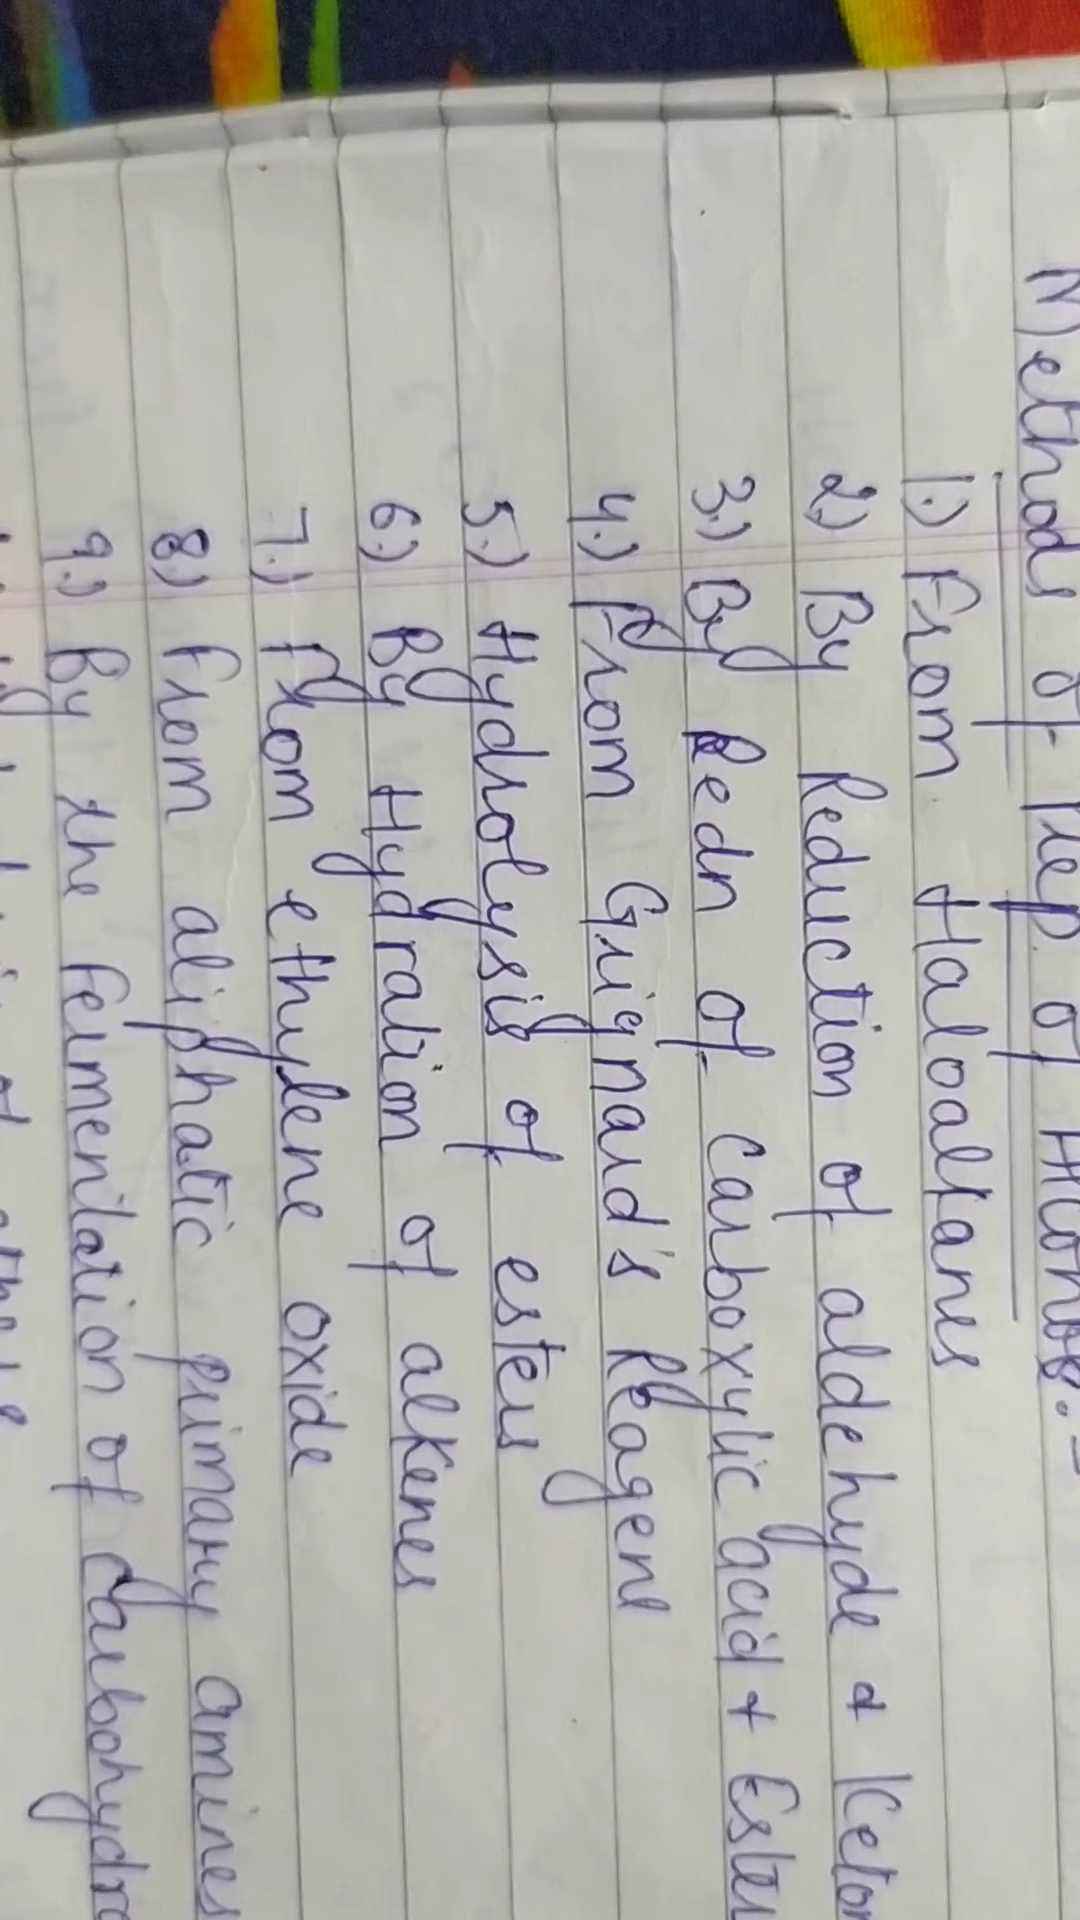 Methods of Prep. of Alcohols:-
1.) From Haloalkanes
2.) By Reduction of aldehyde & Keton
3.) By Redn of Carboxylic acid + Ester
4.) From Grignard's Reagent
5.) Hydrolysis of esters
6.) By Hydration of alkenes
7.) From ethylene oxide
8.) From aliphatic primary amines
9.) By the fermentation of Carbohydra